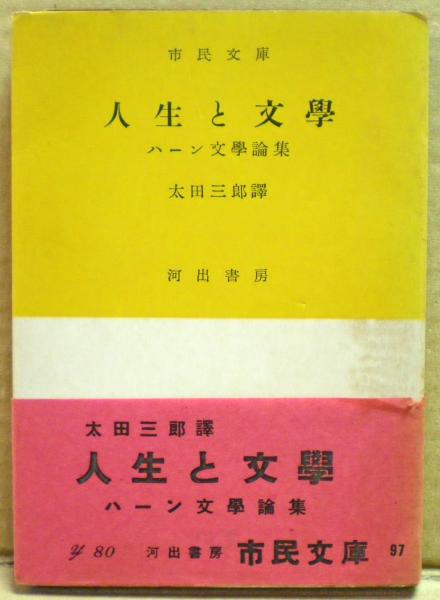 市民文庫
人生と文學
ハーン文學論集
太田三郎譯
河出書房
太田三郎譯
人生と文學
ハーン文學論集
¥ 80 河出書房 市民文庫 97